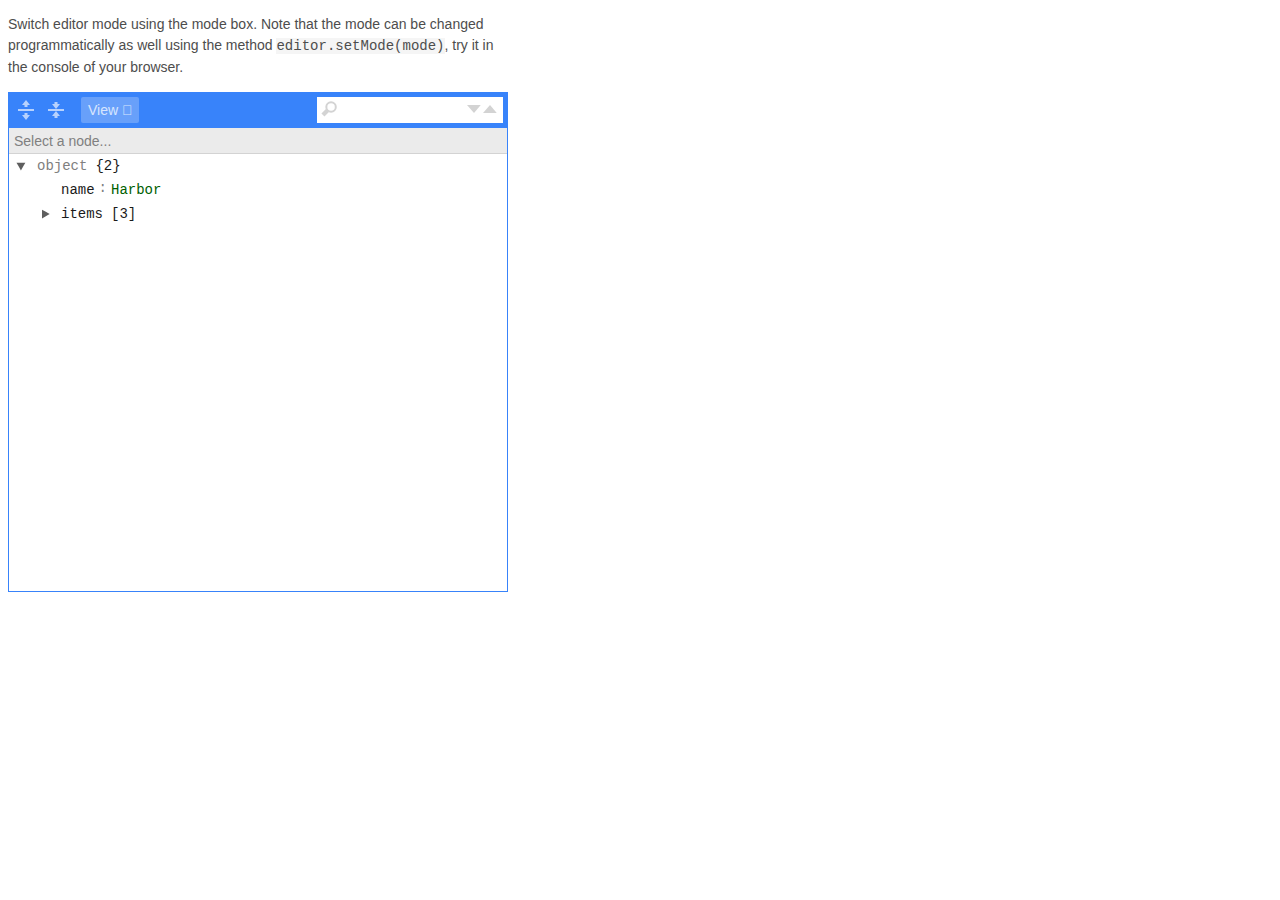 Switch editor mode using the mode box. Note that the mode can be changed
programmatically as well using the method editor.setMode(mode), try it in
the console of your browser.
View
Select a node...
object {2}
name : Harbor
items [3]